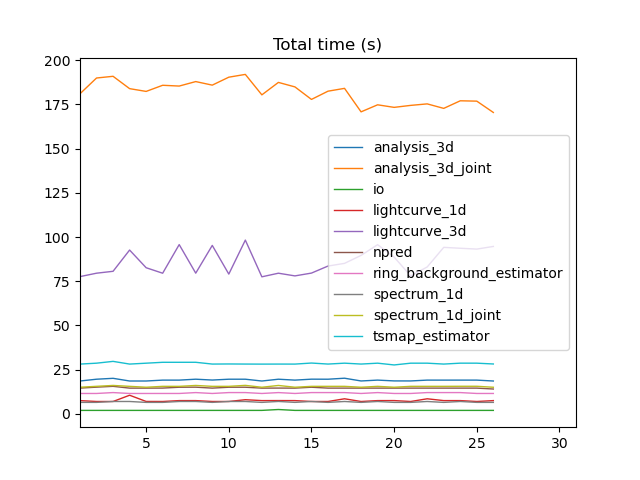 Total time (s)
200
175
150
125
100
75
50
25
0
analysis_3d
analysis_3d_joint
io
lightcurve_1d
lightcurve_3d
npred
ring_background_estimator
spectrum_1d
spectrum_1d_joint
tsmap_estimator
5 10 15 20 25 30